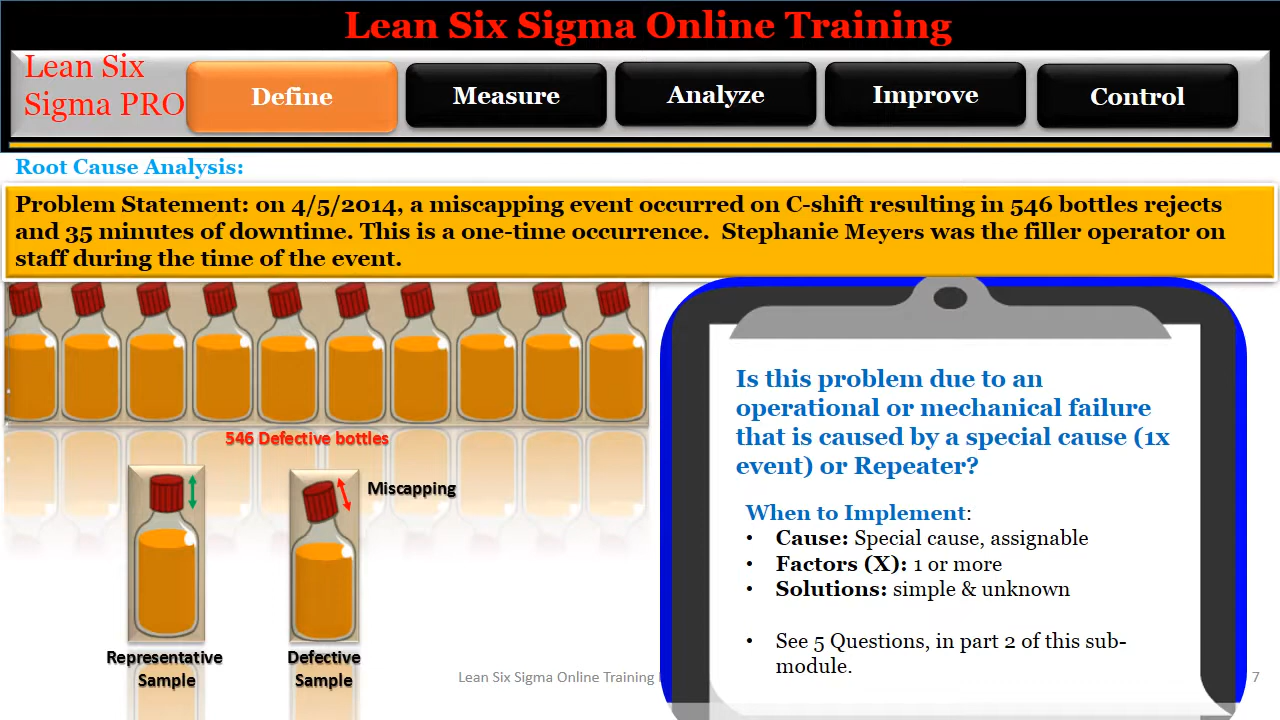 Lean Six Sigma Online Training
Lean Six
Sigma PRO
Define
Measure
Analyze
Improve
Control
Root Cause Analysis:
Problem Statement: on 4/5/2014, a miscapping event occurred on C-shift resulting in 546 bottles rejects
and 35 minutes of downtime. This is a one-time occurrence. Stephanie Meyers was the filler operator on
staff during the time of the event.
546 Defective bottles
Miscapping
Representative
Sample
Defective
Sample
Is this problem due to an
operational or mechanical failure
that is caused by a special cause (1x
event) or Repeater?
When to Implement:
• Cause: Special cause, assignable
• Factors (X): 1 or more
• Solutions: simple & unknown
• See 5 Questions, in part 2 of this sub-
module.
Lean Six Sigma Online Training
7